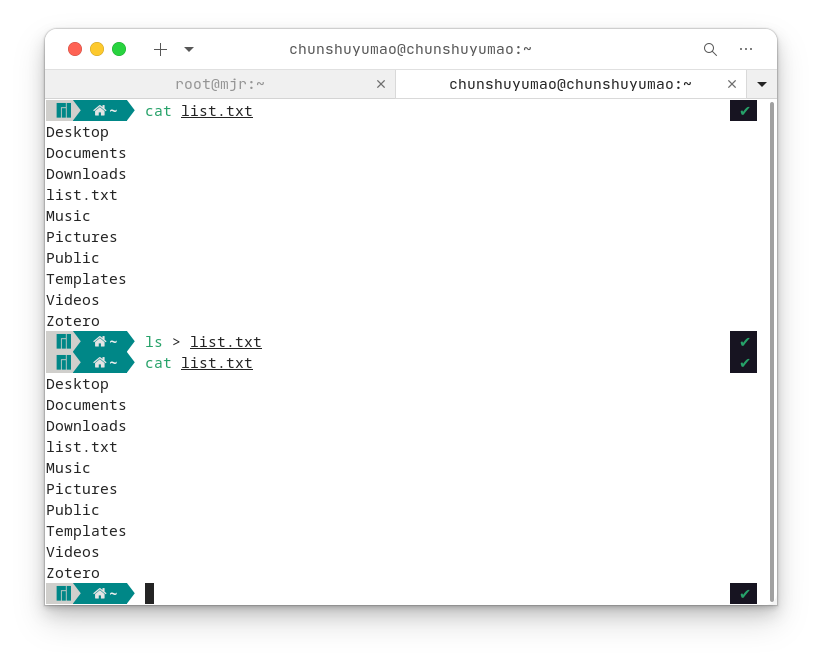 chunshuyumao@chunshuyumao:~
root@mjr:~ chunshuyumao@chunshuyumao:~
~ cat list.txt
Desktop
Documents
Downloads
list.txt
Music
Pictures
Public
Templates
Videos
Zotero
~ ls > list.txt
~ cat list.txt
Desktop
Documents
Downloads
list.txt
Music
Pictures
Public
Templates
Videos
Zotero
~